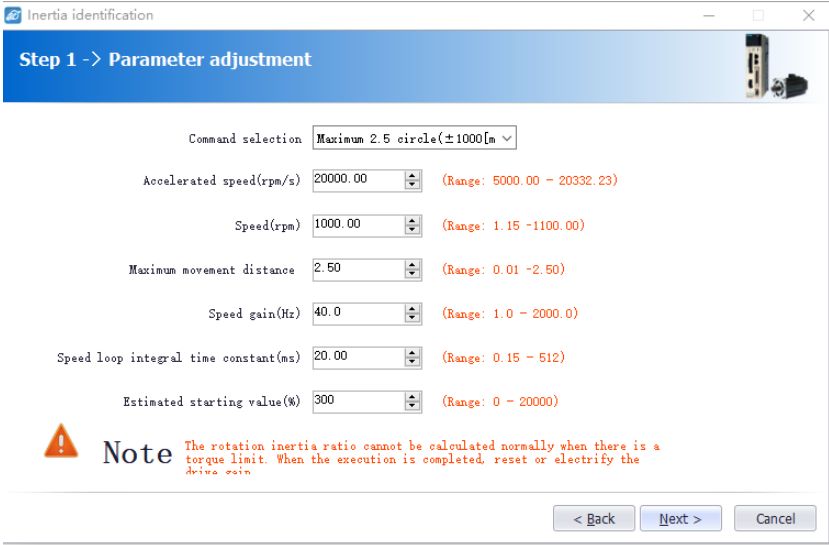 Inertia identification
Step 1 -> Parameter adjustment
Command selection Maximum 2.5 circle(±1000[m
Accelerated speed(rpm/s) 20000.00 (Range: 5000.00 - 20332.23)
Speed(rpm) 1000.00 (Range: 1.15 -1100.00)
Maximum movement distance 2.50 (Range: 0.01 -2.50)
Speed gain(Hz) 40.0 (Range: 1.0 - 2000.0)
Speed loop integral time constant(ms) 20.00 (Range: 0.15 - 512)
Estimated starting value(%) 300 (Range: 0 - 20000)
Note The rotation inertia ratio cannot be calculated normally when there is a
torque limit. When the execution is completed, reset or electrify the
drive gain
< Back Next > Cancel